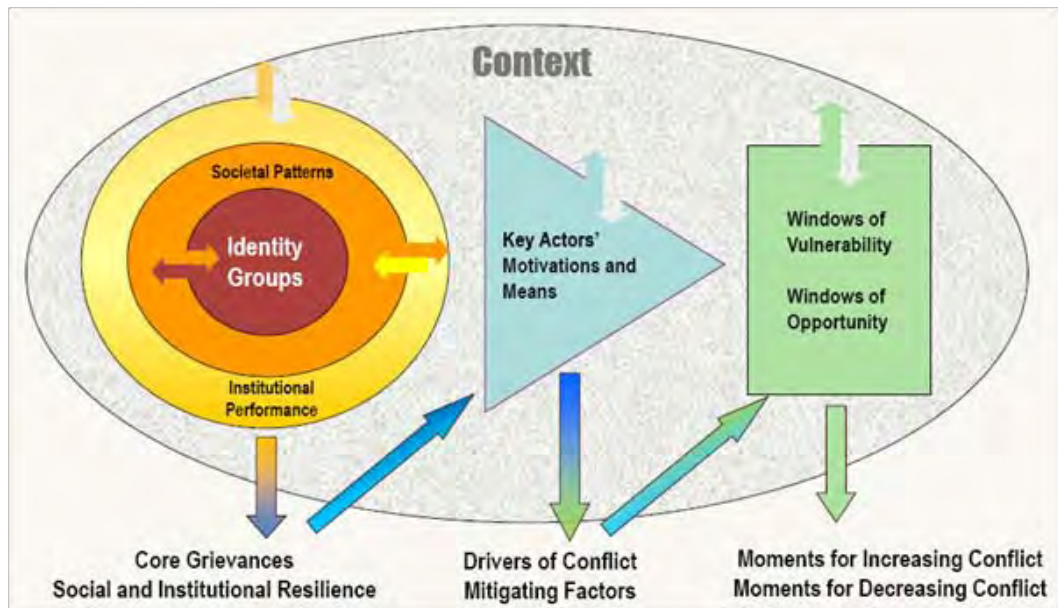 Context
Societal Patterns
Identity
Groups
Institutional
Performance
Key Actors'
Motivations and
Means
Windows of
Vulnerability
Windows of
Opportunity
Core Grievances
Social and Institutional Resilience
Drivers of Conflict
Mitigating Factors
Moments for Increasing Conflict
Moments for Decreasing Conflict